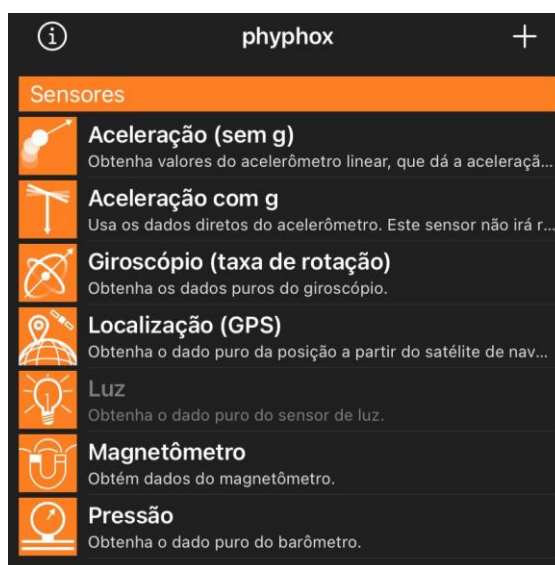 phyphox
Sensores
Aceleração (sem g)
Obtenha valores do acelerômetro linear, que dá a aceleraçã...
Aceleração com g
Usa os dados diretos do acelerômetro. Este sensor não irá r...
Giroscópio (taxa de rotação)
Obtenha os dados puros do giroscópio.
Localização (GPS)
Obtenha o dado puro da posição a partir do satélite de nav...
Luz
Obtenha o dado puro do sensor de luz.
Magnetômetro
Obtém dados do magnetômetro.
Pressão
Obtenha o dado puro do barômetro.